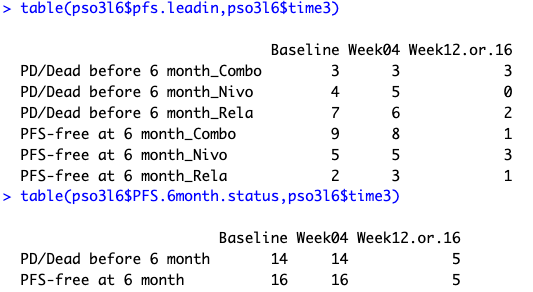 > table(pso3l6$pfs.leadin,pso3l6$time3)
Baseline Week04 Week12.or.16
PD/Dead before 6 month_Combo 3 3 3
PD/Dead before 6 month_Nivo 4 5 0
PD/Dead before 6 month_Rela 7 6 2
PFS-free at 6 month_Combo 9 8 1
PFS-free at 6 month_Nivo 5 5 3
PFS-free at 6 month_Rela 2 3 1
> table(pso3l6$PFS.6month.status,pso3l6$time3)
Baseline Week04 Week12.or.16
PD/Dead before 6 month 14 14 5
PFS-free at 6 month 16 16 5